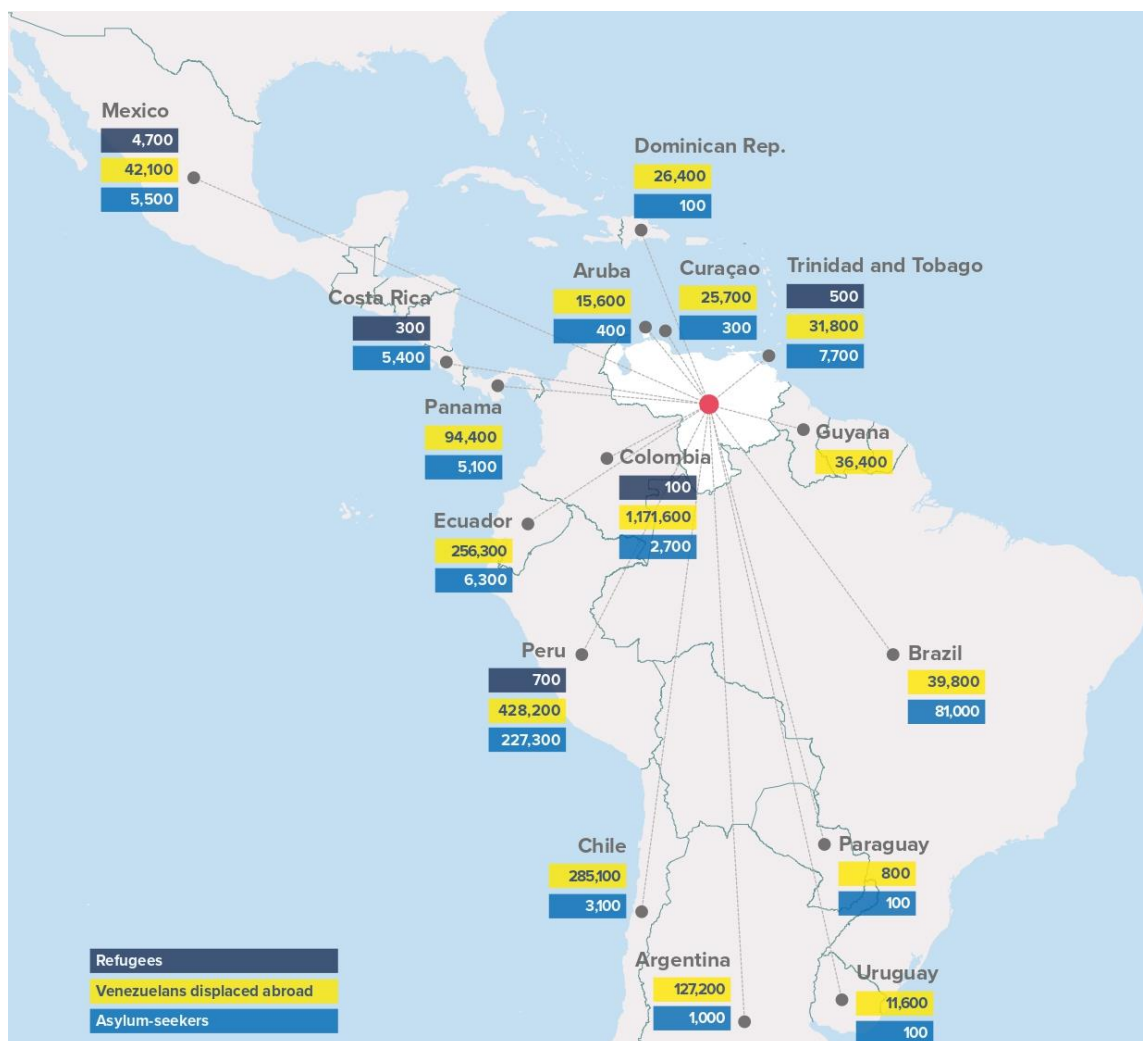 Mexico
4,700
42,100
5,500
Dominican Rep.
26,400
100
Aruba
15,600
400
Curaçao
25,700
300
Trinidad and Tobago
500
31,800
7,700
Costa Rica
300
5,400
Panama
94,400
5,100
Guyana
36,400
Colombia
100
1,171,600
2,700
Ecuador
256,300
6,300
Peru
700
428,200
227,300
Brazil
39,800
81,000
Chile
285,100
3,100
Paraguay
800
100
Argentina
127,200
1,000
Uruguay
11,600
100
Refugees
Venezuelans displaced abroad
Asylum-seekers